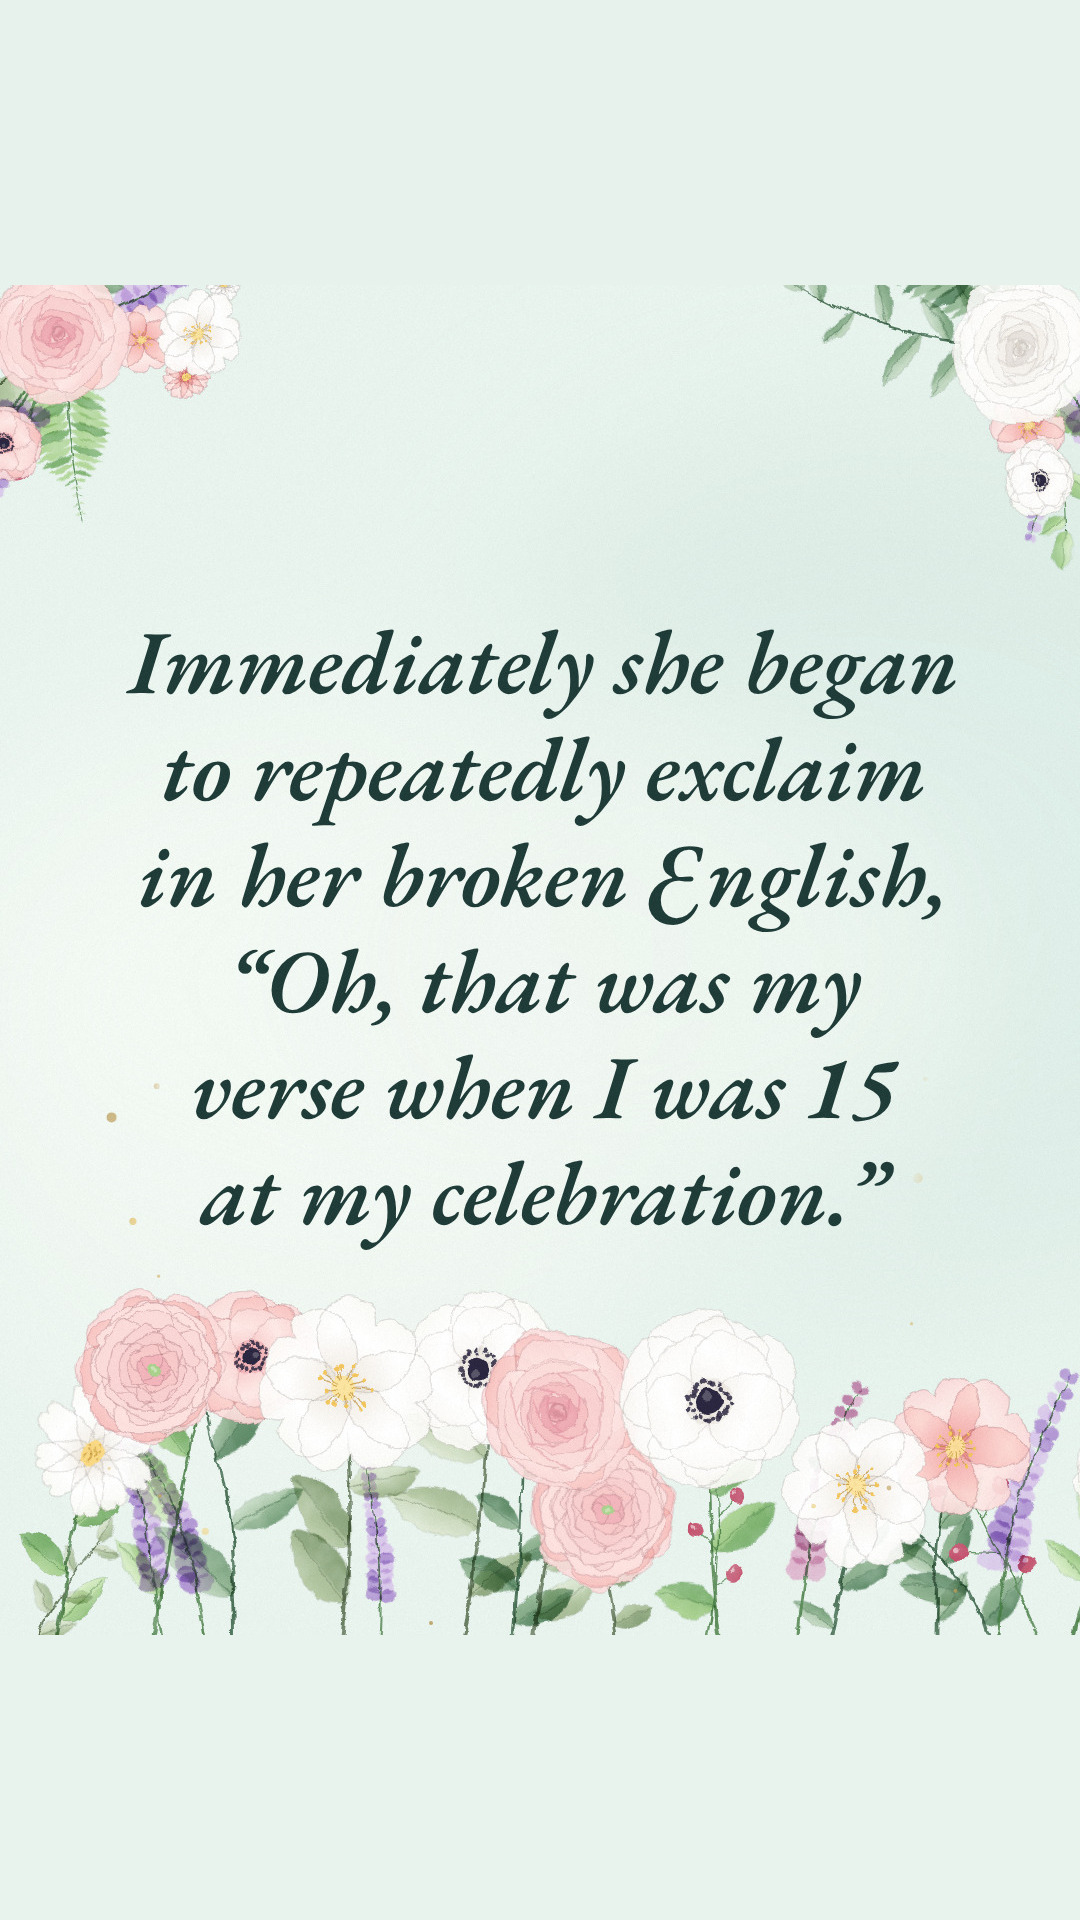 Immediately she began
to repeatedly exclaim
in her broken English,
“Oh, that was my
verse when I was 15
at my celebration.”